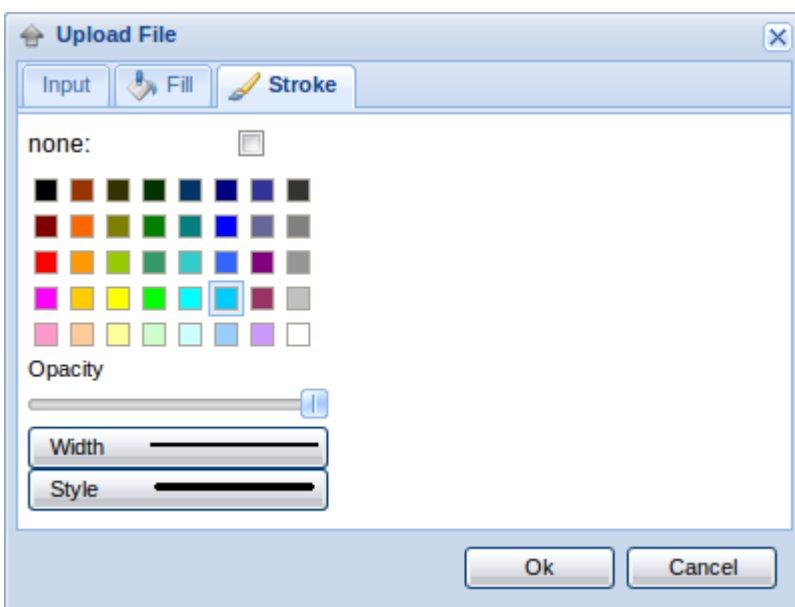 Upload File
Input Fill Stroke
none:
Opacity
Width
Style
Ok Cancel